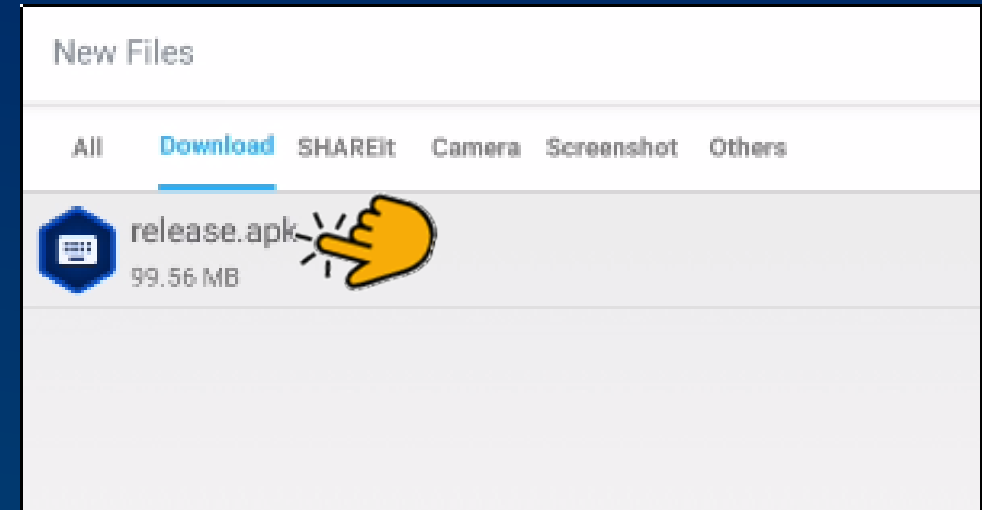 New Files
All Download SHAREit Camera Screenshot Others
release.apk
99.56 MB